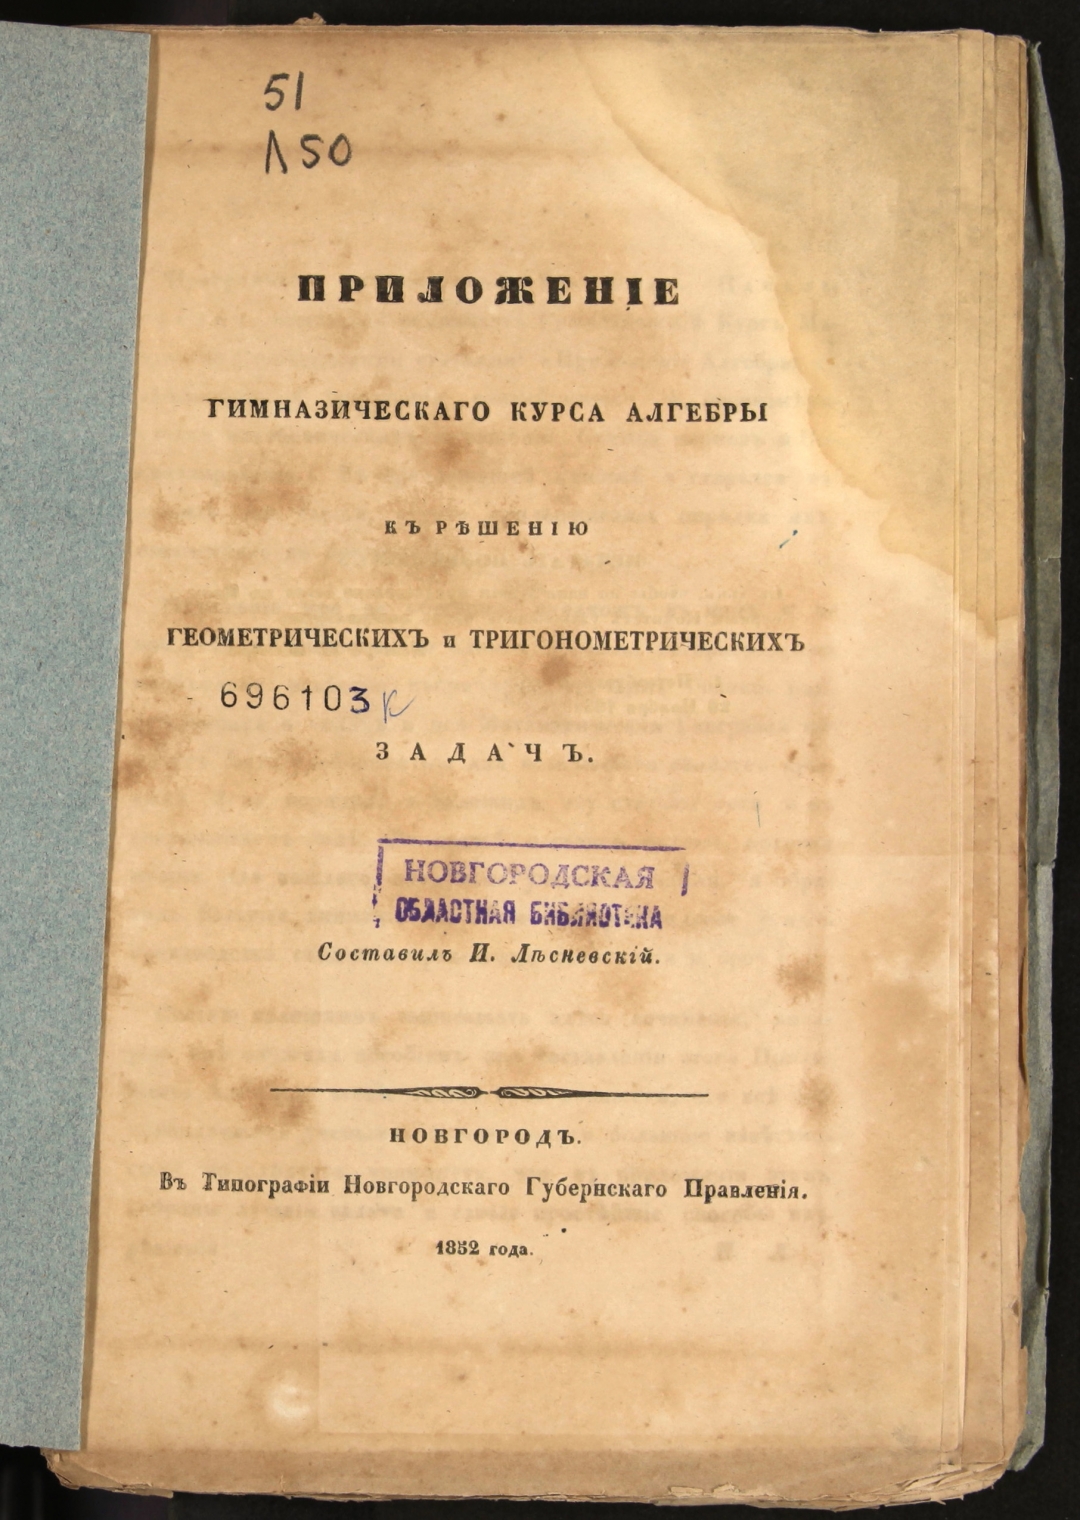 51
Л50
ПРИЛОЖЕНІЕ
ГИМНАЗИЧЕСКАГО КУРСА АЛГЕБРЫ
КЪ РѢШЕНІЮ
ГЕОМЕТРИЧЕСКИХЪ и ТРИГОНОМЕТРИЧЕСКИХЪ
696103к
ЗАДАЧЪ.
НОВГОРОДСКАЯ
ОБЛАСТНАЯ БИБЛИОТЕКА
Составилъ И. Лѣсневскій.
НОВГОРОДЪ.
Въ Типографіи Новгородскаго Губернскаго Правленія.
1852 года.